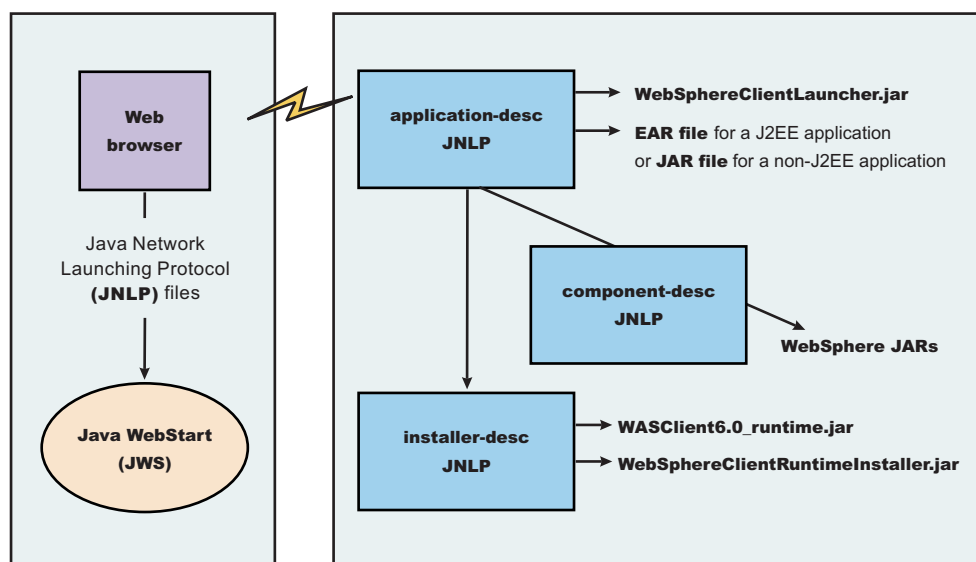 Web
browser
Java Network
Launching Protocol
(JNLP) files
Java WebStart
(JWS)
application-desc
JNLP
WebSphereClientLauncher.jar
EAR file for a J2EE application
or JAR file for a non-J2EE application
component-desc
JNLP
WebSphere JARs
installer-desc
JNLP
WASClient6.0_runtime.jar
WebSphereClientRuntimeInstaller.jar